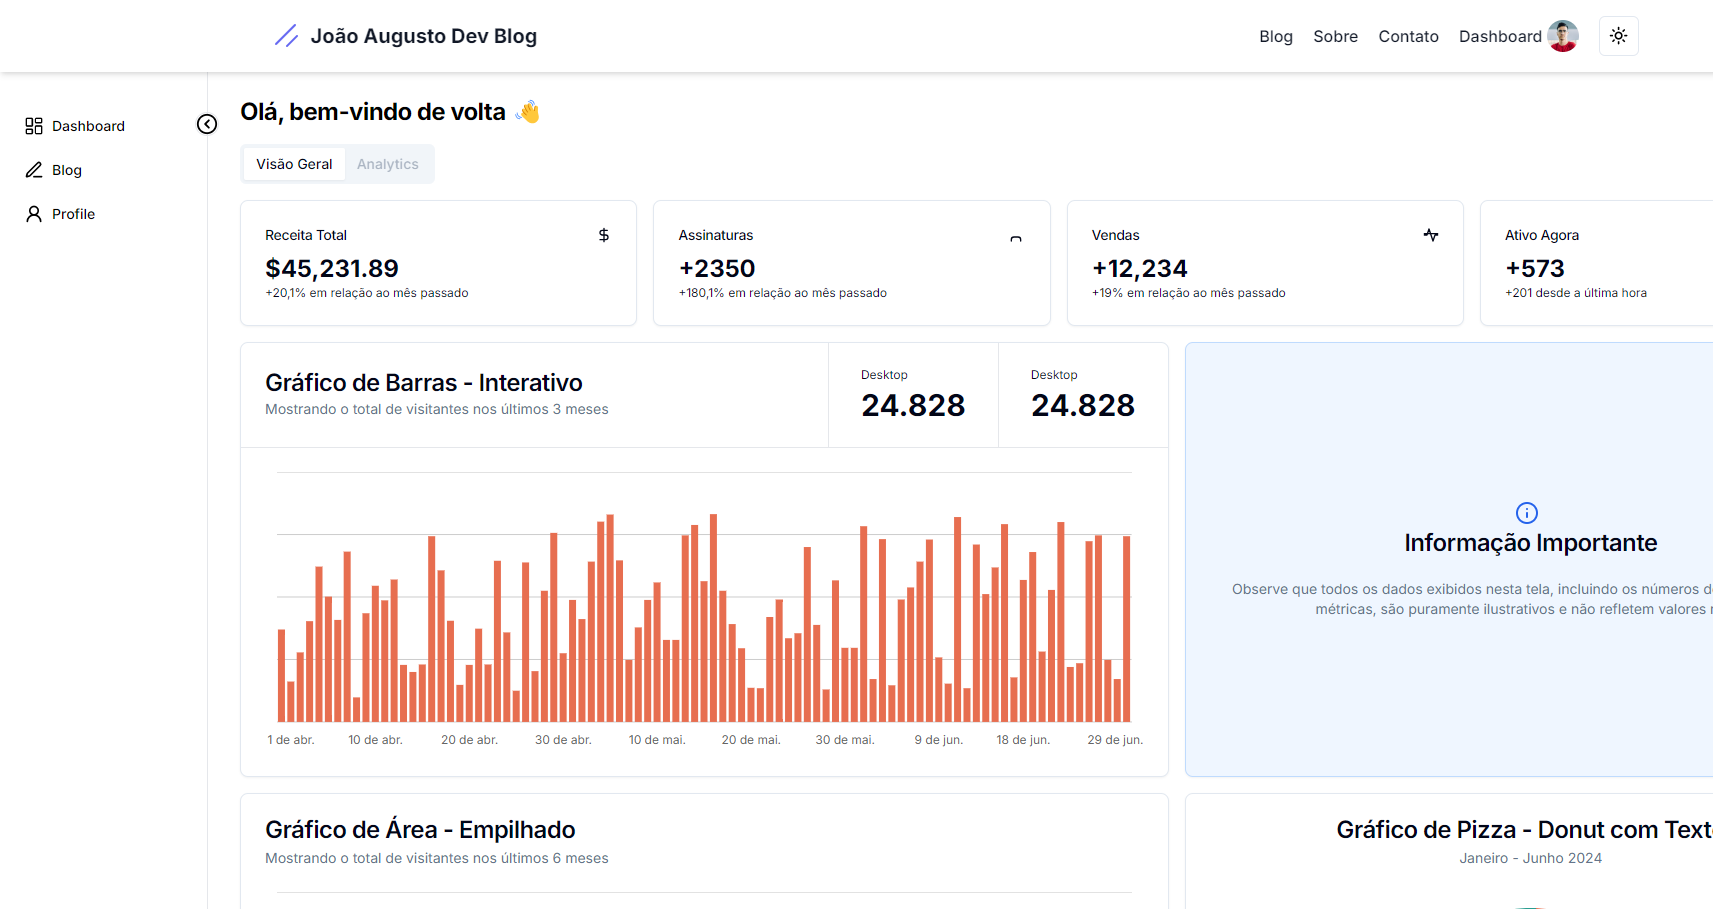 João Augusto Dev Blog
Blog Sobre Contato Dashboard
Dashboard
Blog
Profile
Olá, bem-vindo de volta 👋
Visão Geral Analytics
Receita Total
$45,231.89
+20,1% em relação ao mês passado
Assinaturas
+2350
+180,1% em relação ao mês passado
Vendas
+12,234
+19% em relação ao mês passado
Ativo Agora
+573
+201 desde a última hora
Gráfico de Barras - Interativo
Mostrando o total de visitantes nos últimos 3 meses
Desktop
24.828
Desktop
24.828
1 de abr. 10 de abr. 20 de abr. 30 de abr. 10 de mai. 20 de mai. 30 de mai. 9 de jun. 18 de jun. 29 de jun.
Informação Importante
Observe que todos os dados exibidos nesta tela, incluindo os números
métricas, são puramente ilustrativos e não refletem valores
Gráfico de Área - Empilhado
Mostrando o total de visitantes nos últimos 6 meses
Gráfico de Pizza - Donut com Text
Janeiro - Junho 2024